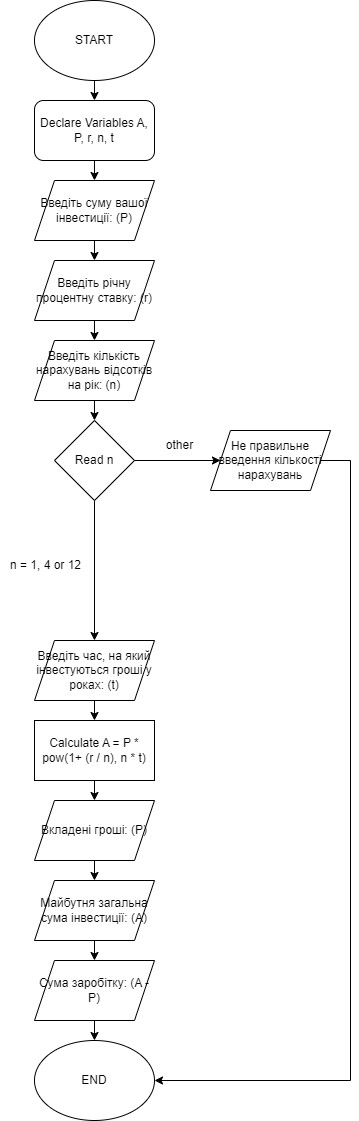 START
Declare Variables A,
P, r, n, t
Введіть суму вашої
інвестиції: (P)
Введіть річну
процентну ставку: (r)
Введіть кількість
нарахувань відсотків
на рік: (n)
Read n
other
Не правильне
введення кількості
нарахувань
n = 1, 4 or 12
Введіть час, на який
інвестуються гроші у
роках: (t)
Calculate A = P *
pow(1+ (r / n), n * t)
Вкладені гроші: (P)
Майбутня загальна
сума інвестиції: (A)
Сума заробітку: (A -
P)
END